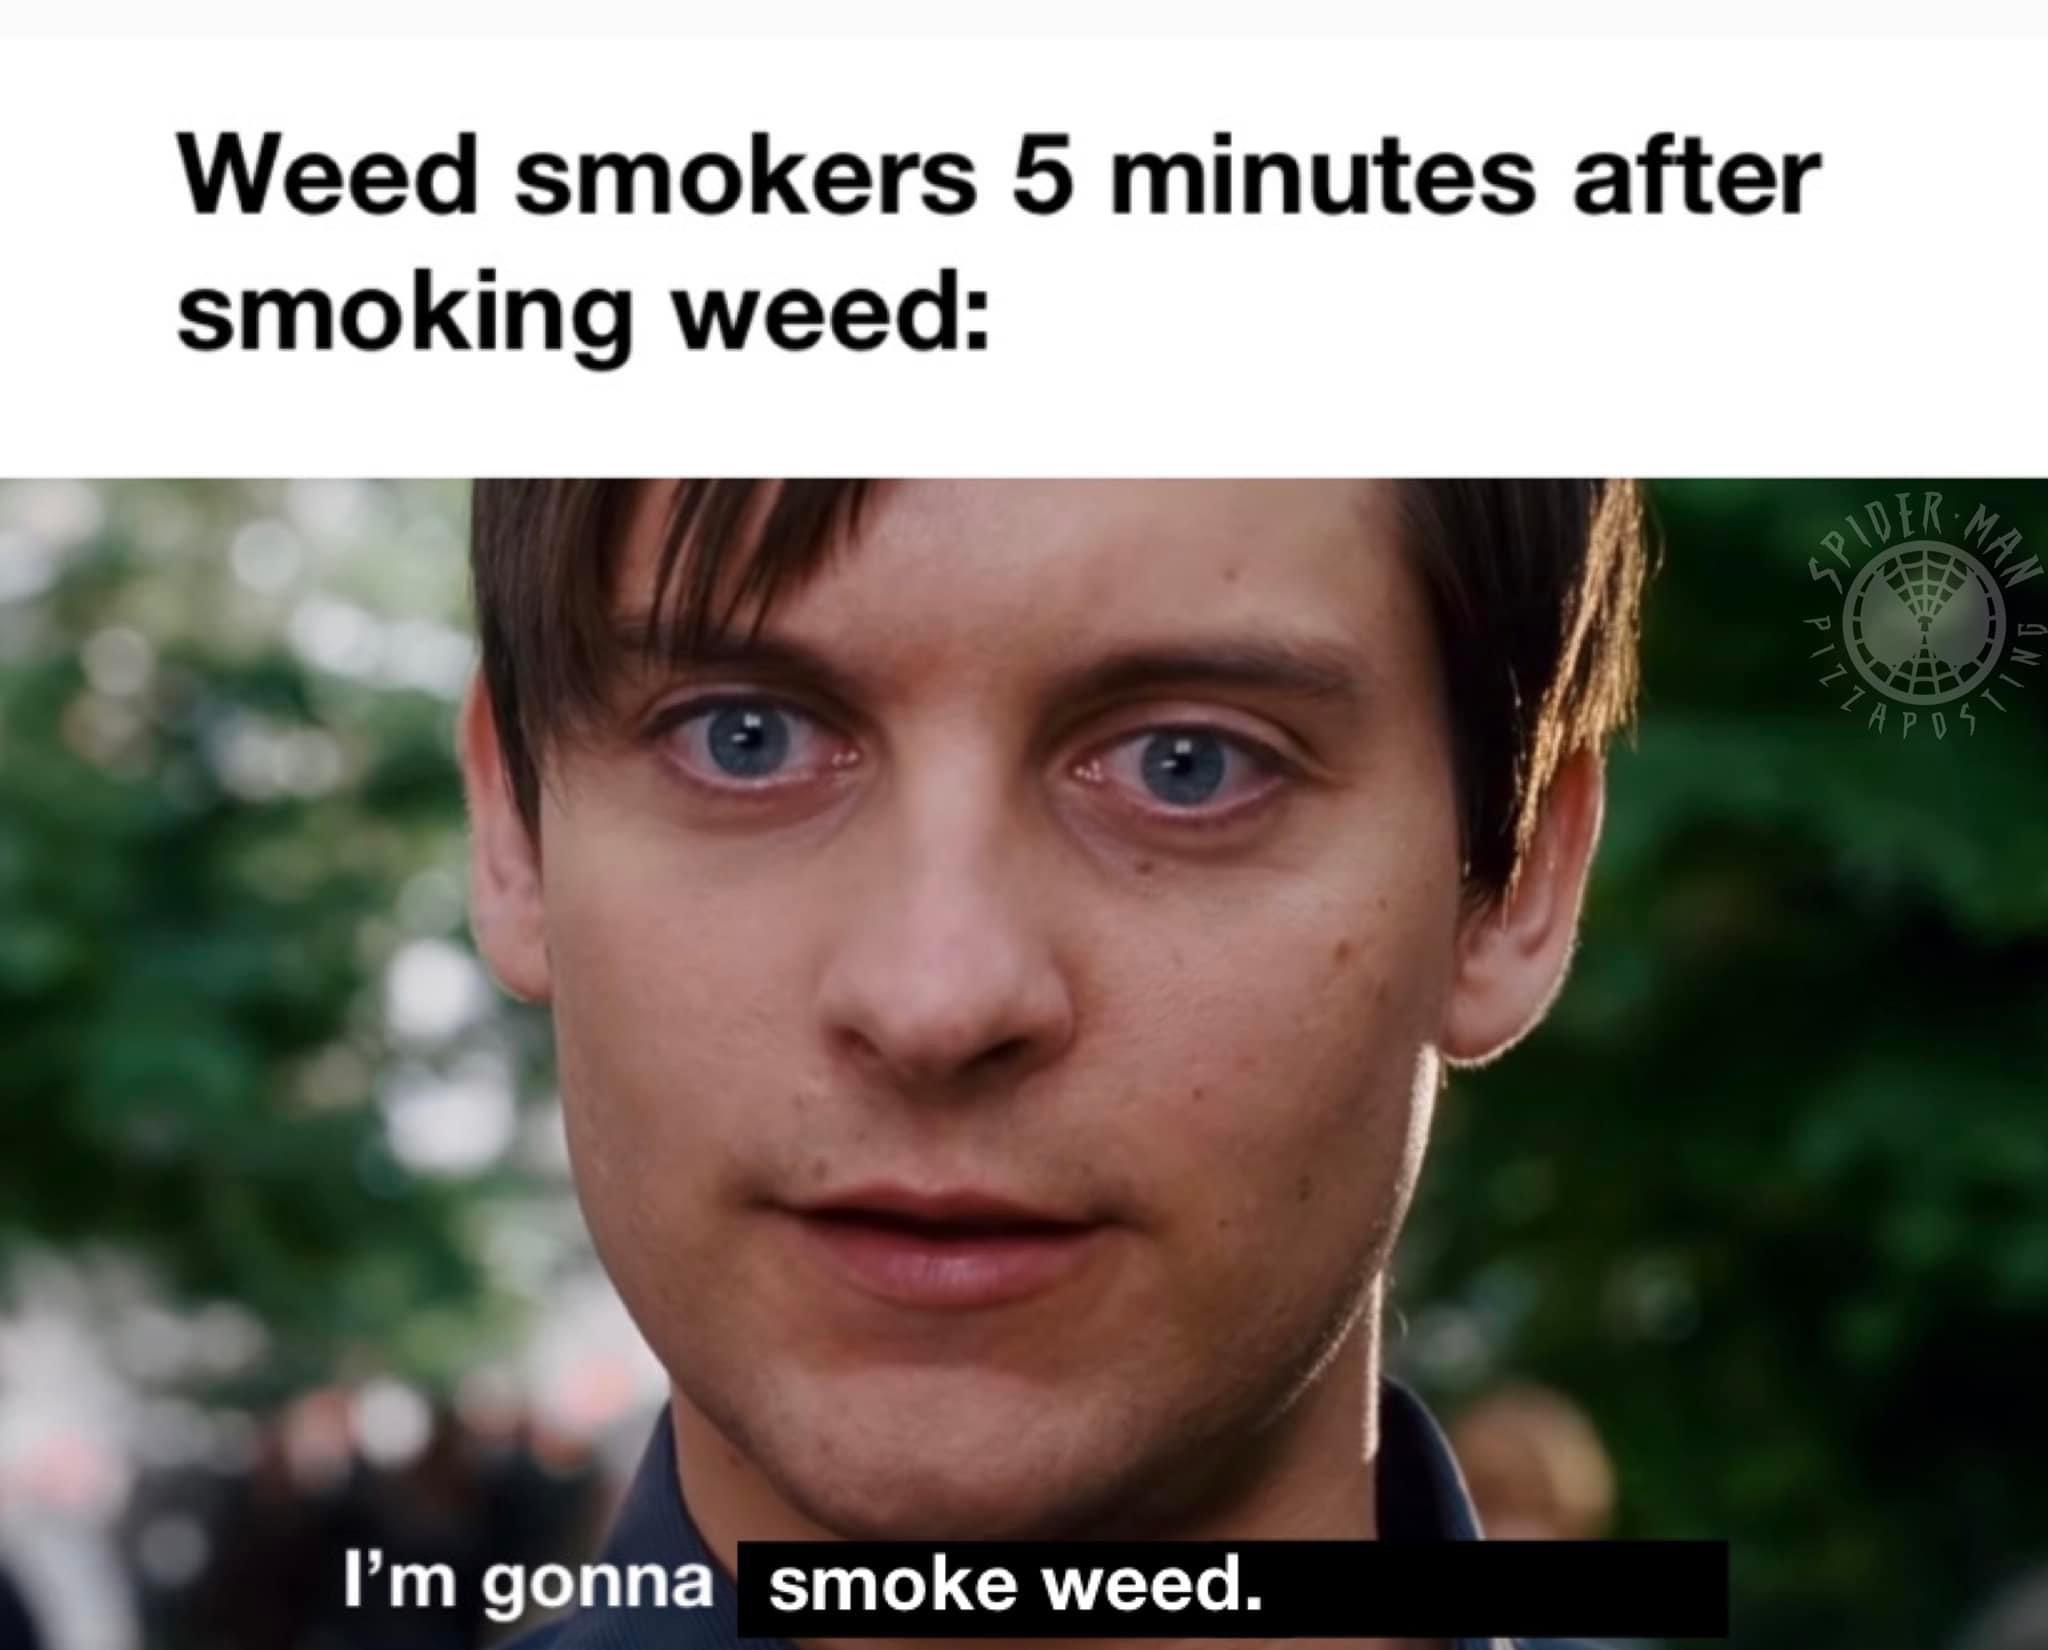 Weed smokers 5 minutes after
smoking weed:
SPIDER-MAN
PIZZAPOSTING
I’m gonna smoke weed.